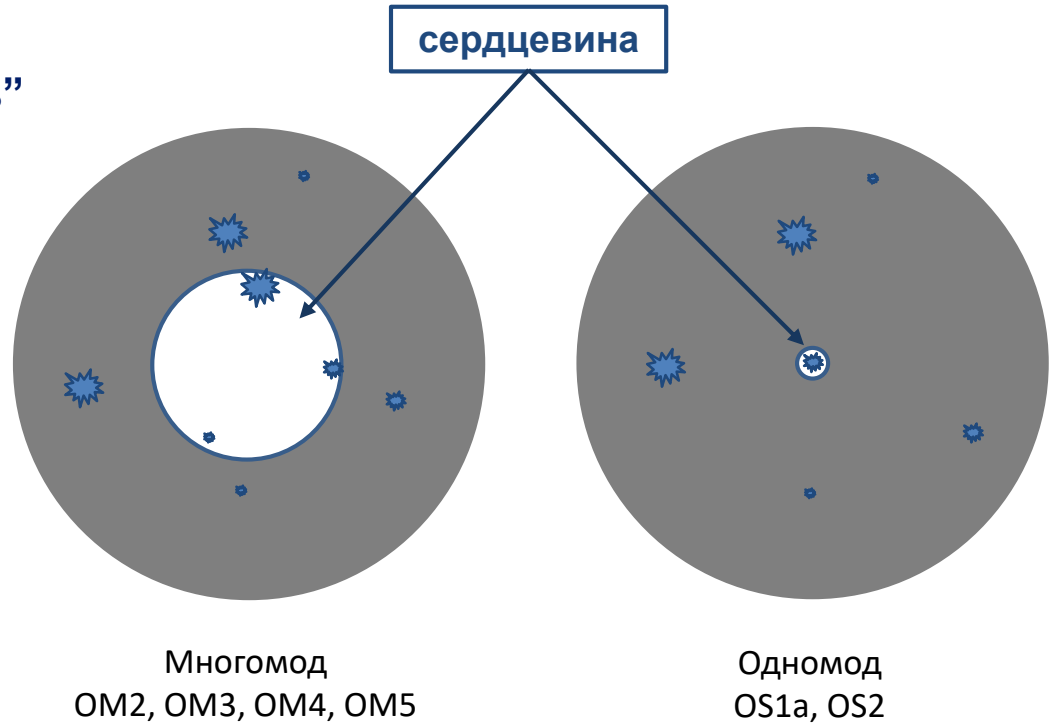 сердцевина
”
Многомод
OM2, OM3, OM4, OM5
Одномод
OS1a, OS2